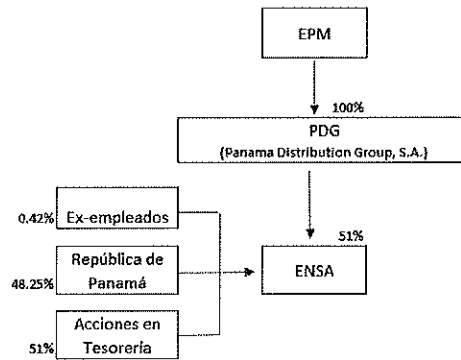 EPM
100%
PDG
(Panama Distribution Group, S.A.)
51%
ENSA
0.42%
Ex-empleados
48.25%
República de
Panamá
51%
Acciones en
Tesorería